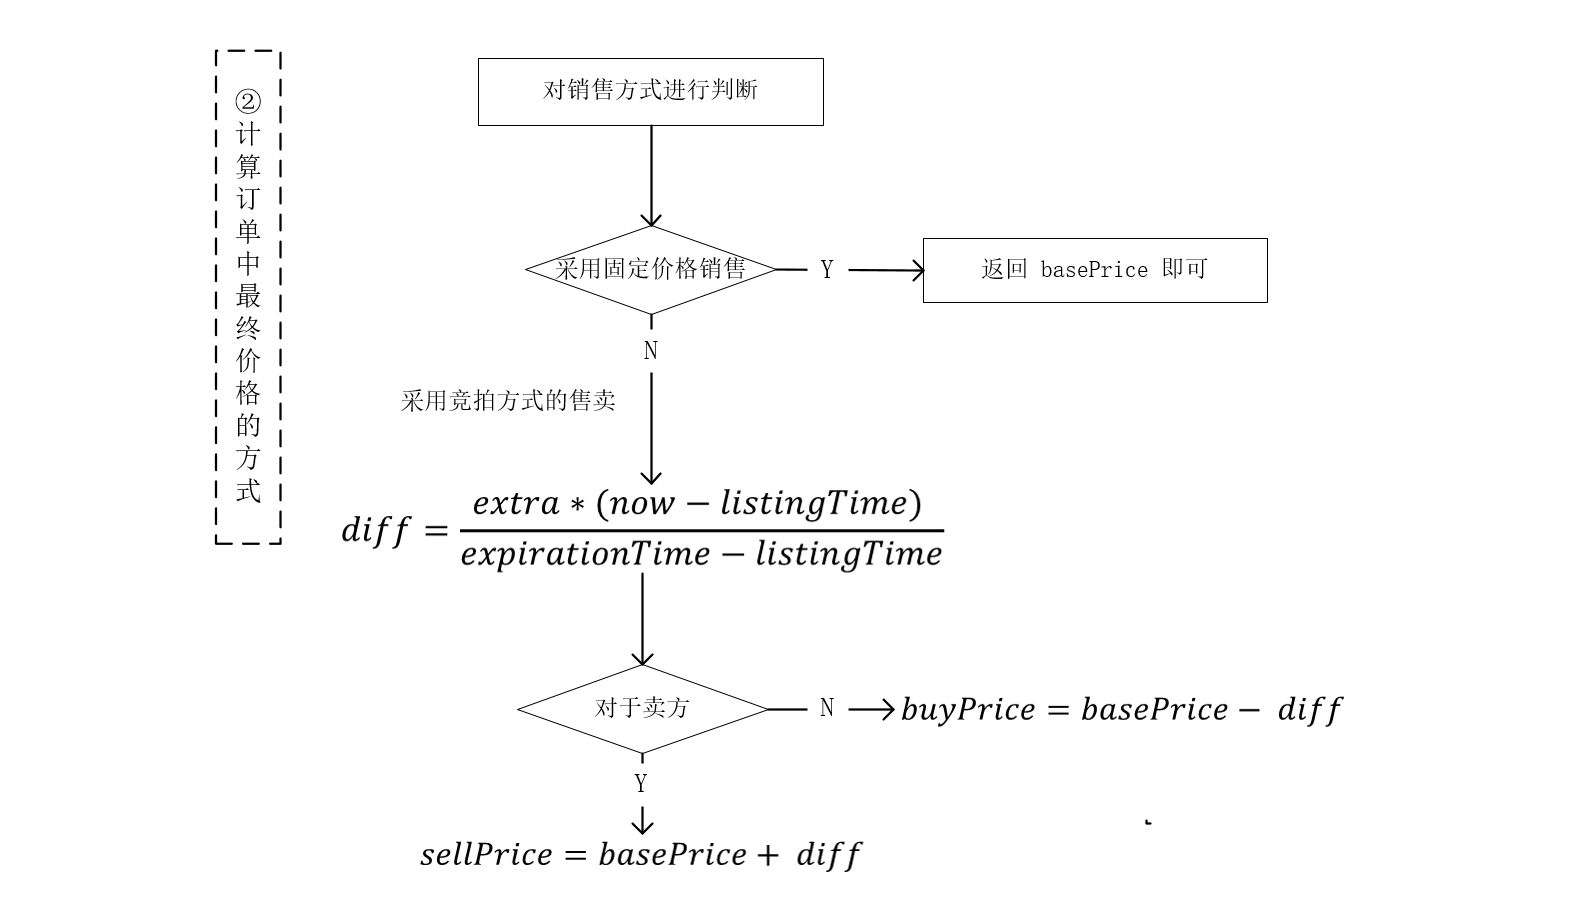 ②计算订单中最终价格的方式
对销售方式进行判断
采用固定价格销售
Y
返回 basePrice 即可
N
采用竞拍方式的售卖
diff = extra * (now − listingTime) / expirationTime − listingTime
对于卖方
N
buyPrice = basePrice − diff
Y
sellPrice = basePrice + diff